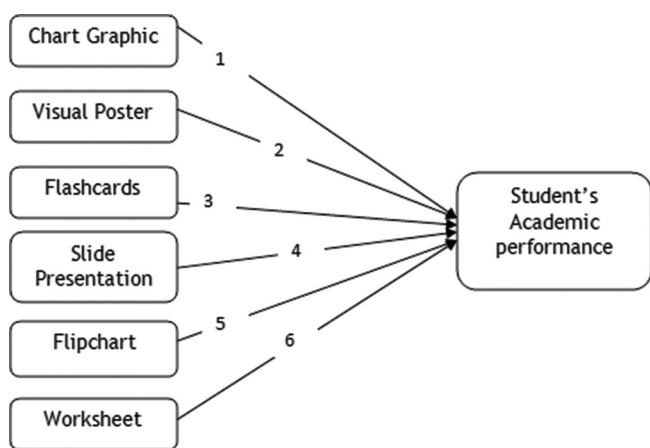 Chart Graphic
1
Visual Poster
2
Flashcards
3
Slide
Presentation
4
Flipchart
5
Worksheet
6
Student’s
Academic
performance